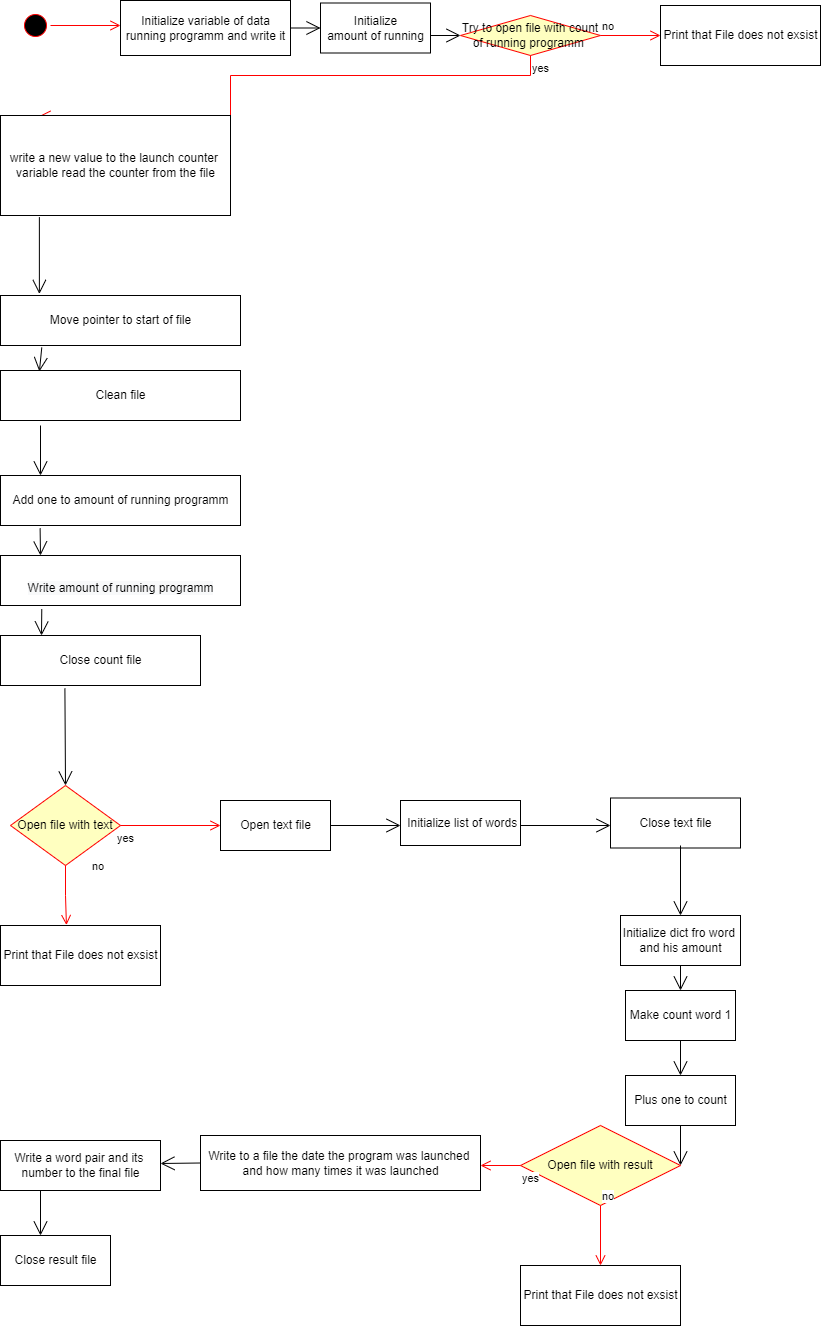 Initialize variable of data
running programm and write it
Initialize
amount of running
Try to open file with count
of running programm
no
Print that File does not exsist
yes
write a new value to the launch counter
variable read the counter from the file
Move pointer to start of file
Clean file
Add one to amount of running programm
Write amount of running programm
Close count file
Open file with text
yes
no
Open text file
Initialize list of words
Close text file
Print that File does not exsist
Initialize dict fro word
and his amount
Make count word 1
Plus one to count
Open file with result
yes
no
Write to a file the date the program was launched
and how many times it was launched
Write a word pair and its
number to the final file
Close result file
Print that File does not exsist